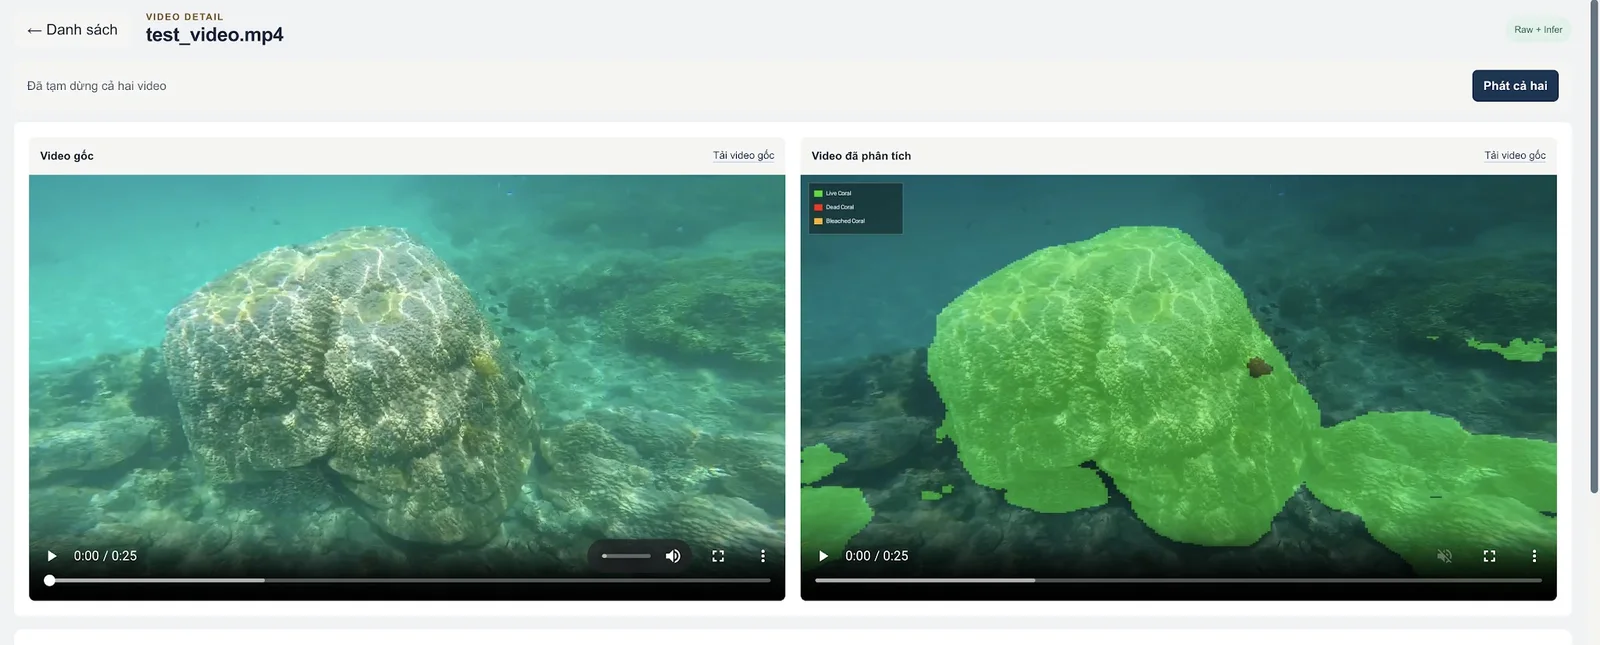 ← Danh sách
VIDEO DETAIL
test_video.mp4
Raw + Infer
Đã tạm dừng cả hai video
Phát cả hai
Video gốc
Tải video gốc
0:00 / 0:25
Video đã phân tích
Tải video gốc
Live Coral
Dead Coral
Bleached Coral
0:00 / 0:25